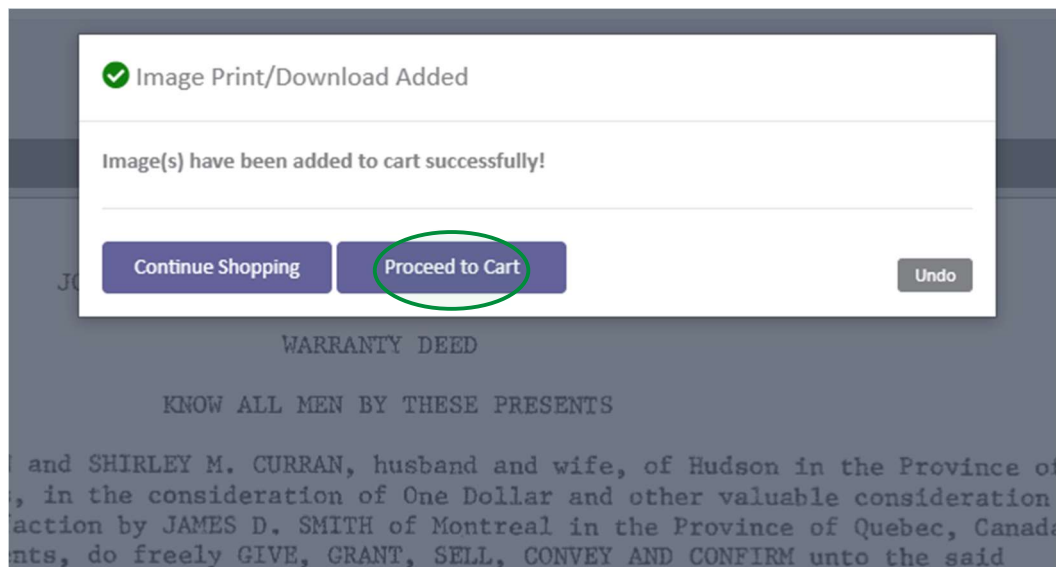 Image Print/Download Added
Image(s) have been added to cart successfully!
Continue Shopping
Proceed to Cart
Undo
WARRANTY DEED
KNOW ALL MEN BY THESE PRESENTS
and SHIRLEY M. CURRAN, husband and wife, of Hudson in the Province of
, in the consideration of One Dollar and other valuable consideration
by JAMES D. SMITH of Montreal in the Province of Quebec, Canada
do freely GIVE, GRANT, SELL, CONVEY AND CONFIRM unto the said